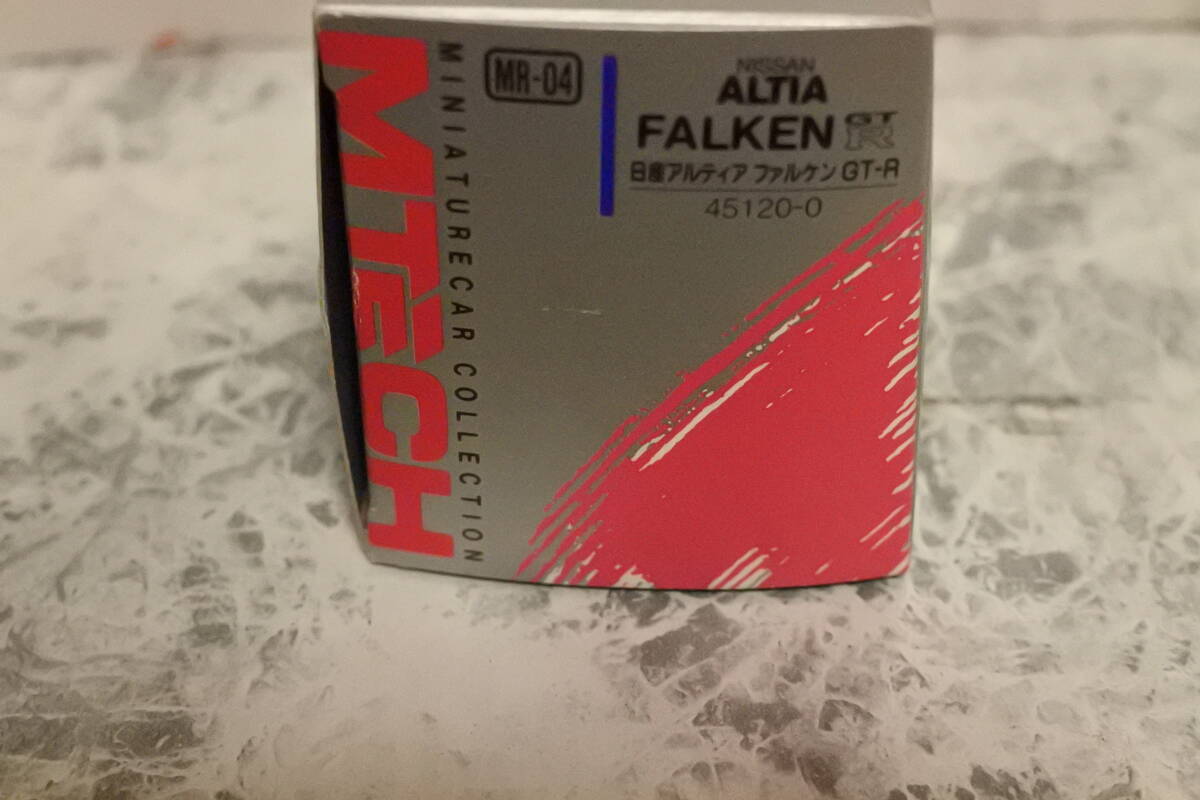 MTECH
MINIATURECAR COLLECTION
MR-04
NISSAN
ALTIA
FALKEN GT R
日産アルティア ファルケン GT-R
45120-0